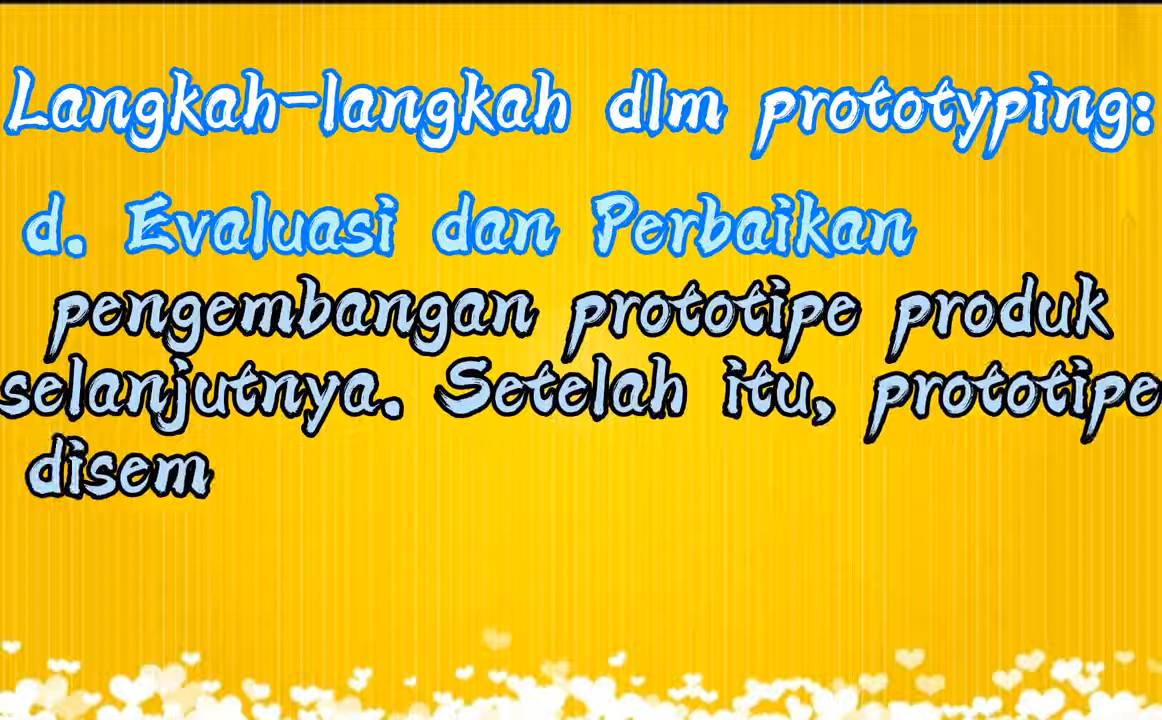 Langkah-langkah dlm prototyping:
d. Evaluasi dan Perbaikan
pengembangan prototipe produk
selanjutnya. Setelah itu, prototipe
disem